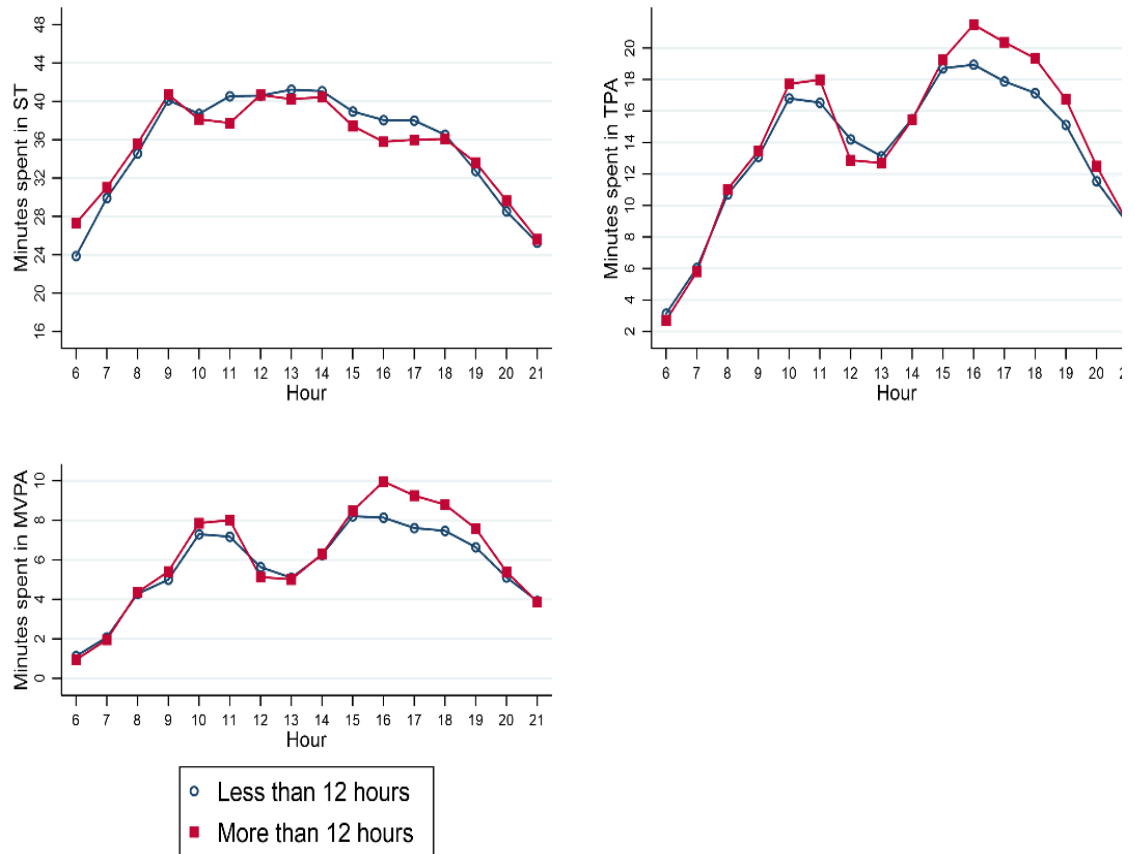 Minutes spent in ST
48
44
40
36
32
28
24
20
16
6 7 8 9 10 11 12 13 14 15 16 17 18 19 20 21
Hour
Minutes spent in TPA
20
18
16
14
12
10
8
6
4
2
6 7 8 9 10 11 12 13 14 15 16 17 18 19 20
Hour
Minutes spent in MVPA
10
8
6
4
2
0
6 7 8 9 10 11 12 13 14 15 16 17 18 19 20 21
Hour
Less than 12 hours
More than 12 hours